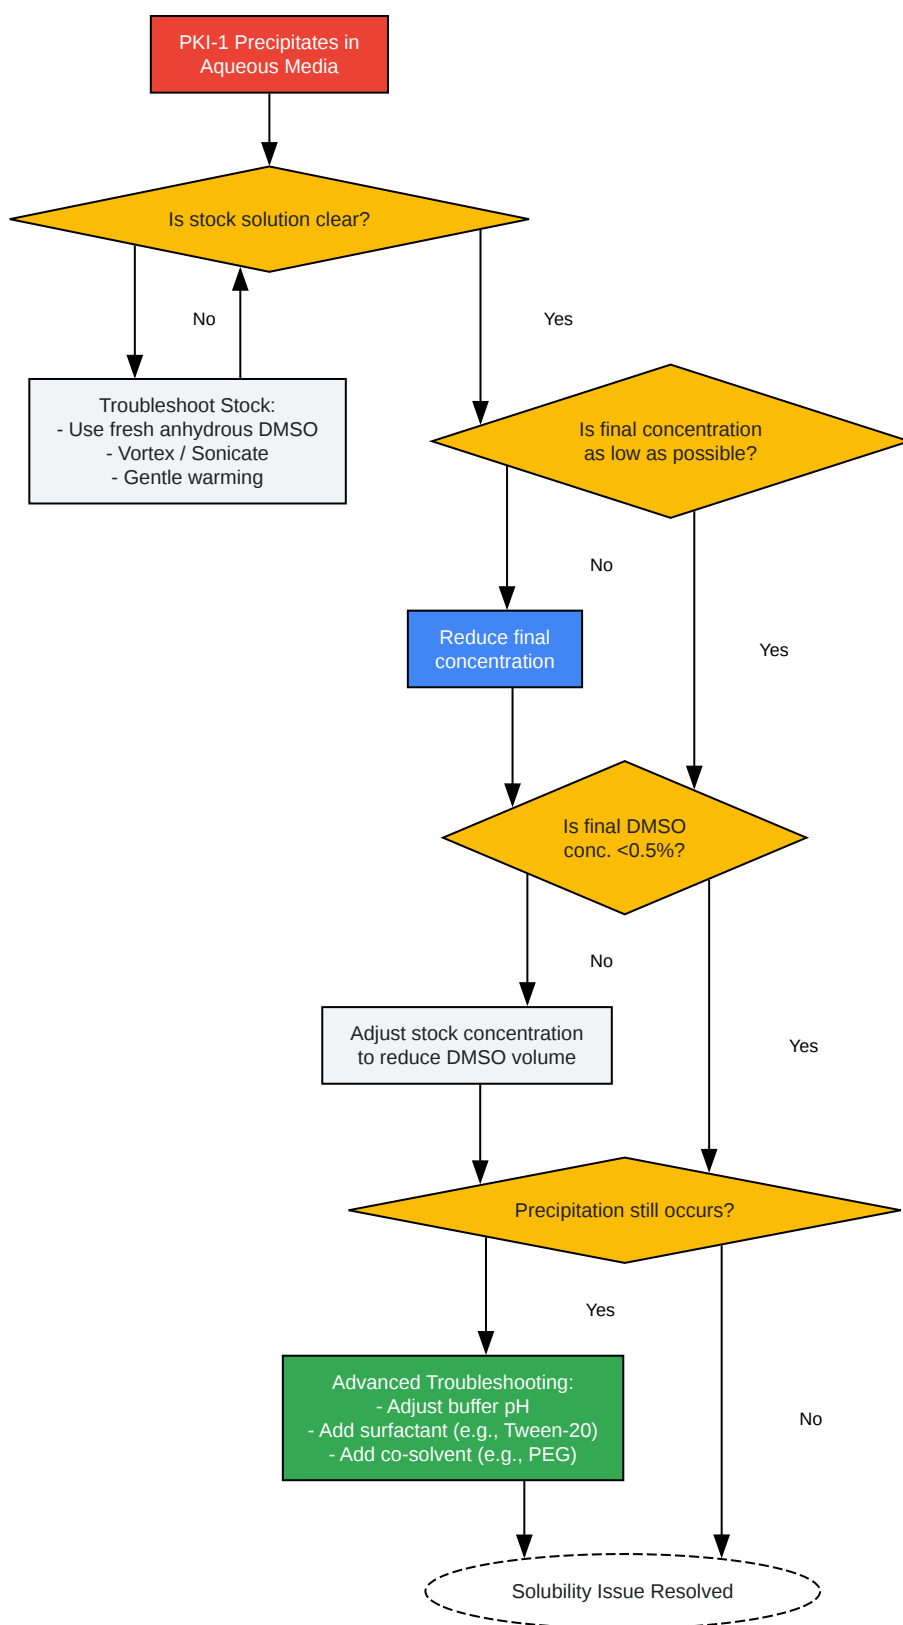 PKI-1 Precipitates in
Aqueous Media
Is stock solution clear?
No
Yes
Troubleshoot Stock:
- Use fresh anhydrous DMSO
- Vortex / Sonicate
- Gentle warming
Is final concentration
as low as possible?
No
Reduce final
concentration
Yes
Is final DMSO
conc. <0.5%?
No
Adjust stock concentration
to reduce DMSO volume
Yes
Precipitation still occurs?
Yes
Advanced Troubleshooting:
- Adjust buffer pH
- Add surfactant (e.g., Tween-20)
- Add co-solvent (e.g., PEG)
No
Solubility Issue Resolved